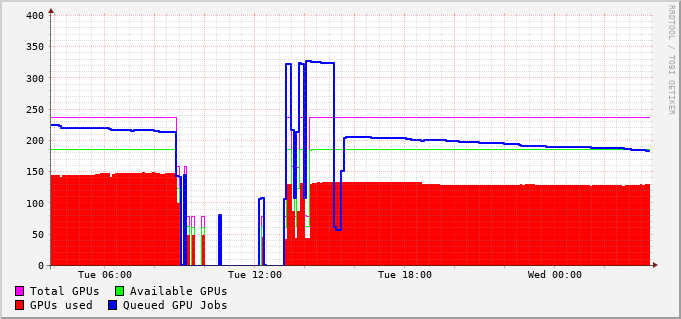 400
350
300
250
200
150
100
50
0
Tue 06:00 Tue 12:00 Tue 18:00 Wed 00:00
Total GPUs Available GPUs
GPUs used Queued GPU Jobs
RRDTOOL / TOBI OETIKER